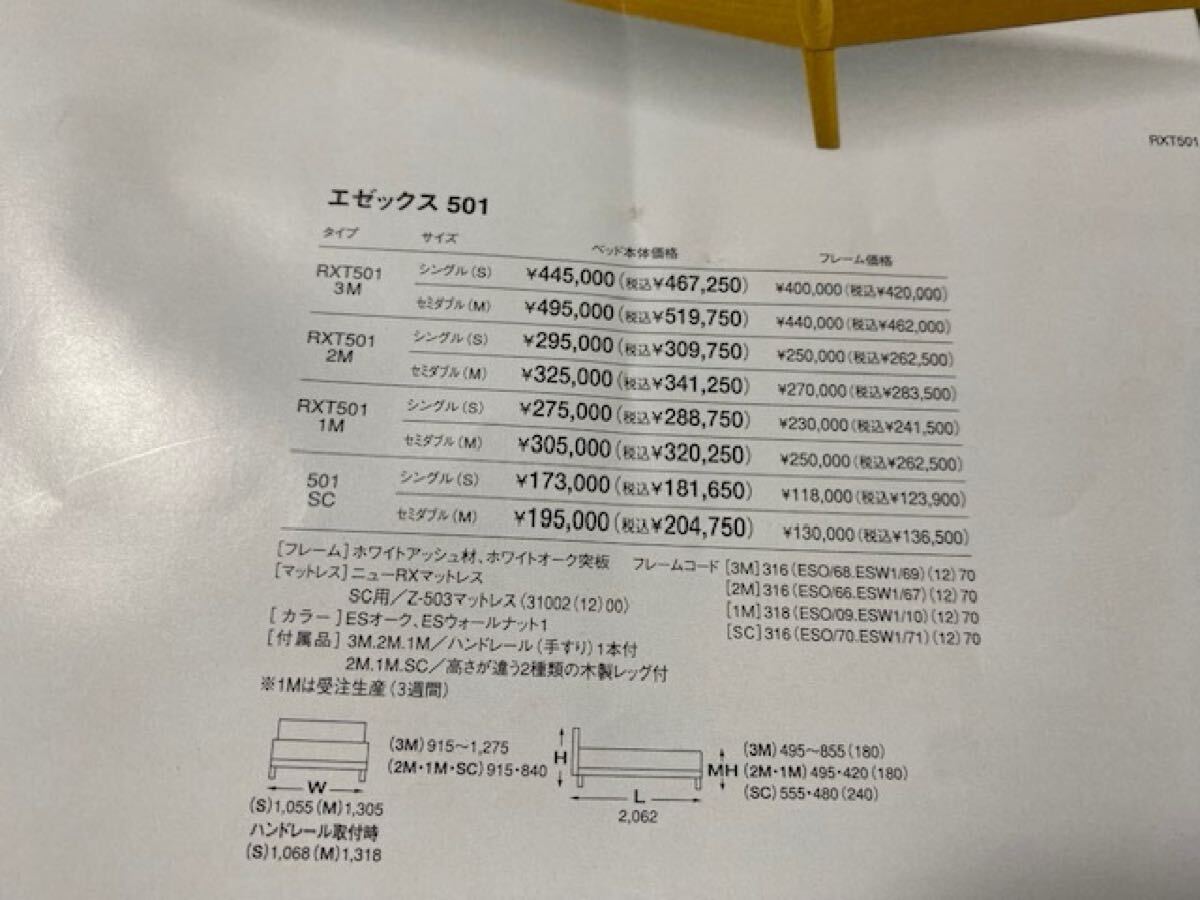 RXT501
エゼックス 501
タイプ サイズ ベッド本体価格 フレーム価格
RXT501 3M シングル(S) ¥445,000(税込¥467,250) ¥400,000(税込¥420,000)
セミダブル(M) ¥495,000(税込¥519,750) ¥440,000(税込¥462,000)
RXT501 2M シングル(S) ¥295,000(税込¥309,750) ¥250,000(税込¥262,500)
セミダブル(M) ¥325,000(税込¥341,250) ¥270,000(税込¥283,500)
RXT501 1M シングル(S) ¥275,000(税込¥288,750) ¥230,000(税込¥241,500)
セミダブル(M) ¥305,000(税込¥320,250) ¥250,000(税込¥262,500)
501 SC シングル(S) ¥173,000(税込¥181,650) ¥118,000(税込¥123,900)
セミダブル(M) ¥195,000(税込¥204,750) ¥130,000(税込¥136,500)
[フレーム]ホワイトアッシュ材、ホワイトオーク突板
[マットレス]ニューRXマットレス
SC用/Z-503マットレス(31002(12)00)
[カラー]ESオーク、ESウォールナット1
[付属品]3M.2M.1M/ハンドレール(手すり)1本付
2M.1M.SC/高さが違う2種類の木製レッグ付
※1Mは受注生産(3週間)
フレームコード [3M]316(ESO/68.ESW1/69)(12)70
[2M]316(ESO/66.ESW1/67)(12)70
[1M]318(ESO/09.ESW1/10)(12)70
[SC]316(ESO/70.ESW1/71)(12)70
(3M)915〜1,275
(2M・1M・SC)915・840
W
(S)1,055(M)1,305
ハンドレール取付時
(S)1,068(M)1,318
H
L
2,062
MH
(3M)495〜855(180)
(2M・1M)495・420(180)
(SC)555・480(240)